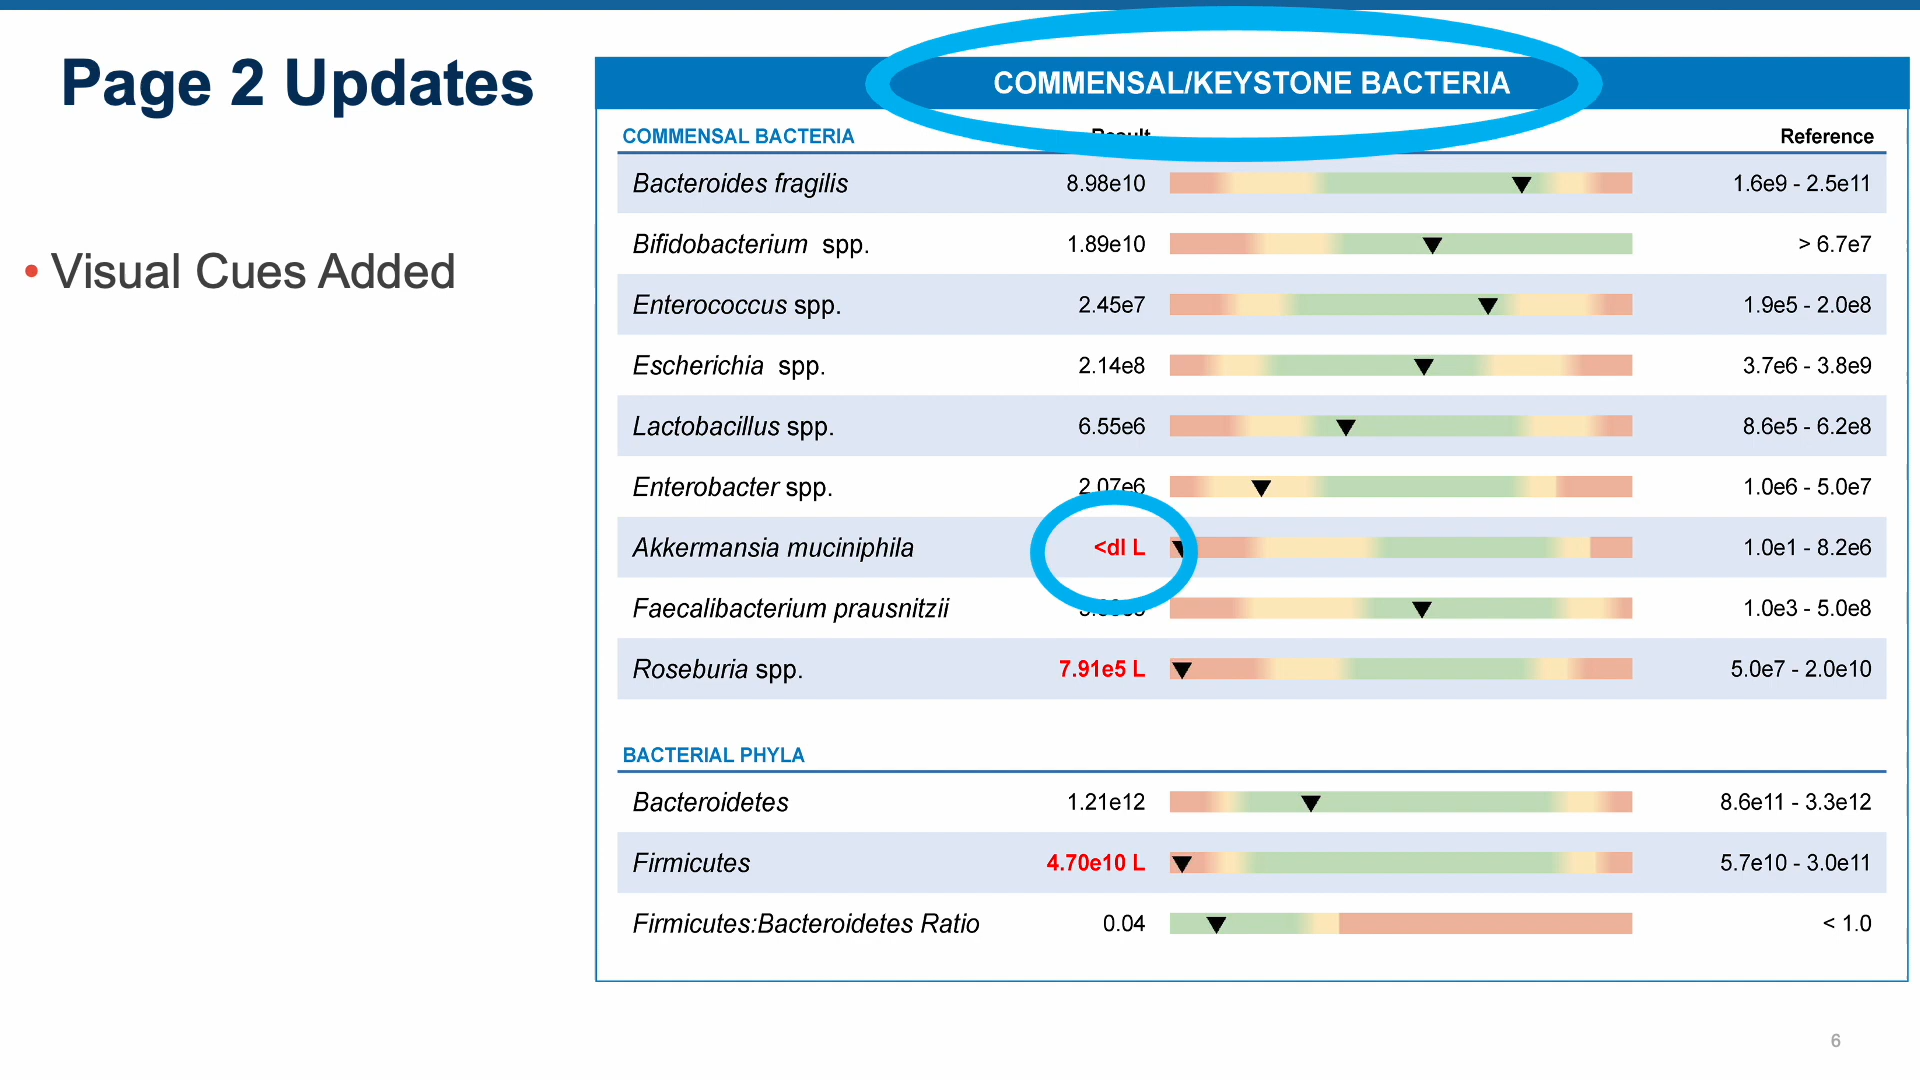 Page 2 Updates
• Visual Cues Added
COMMENSAL/KEYSTONE BACTERIA
COMMENSAL BACTERIA Result Reference
Bacteroides fragilis 8.98e10 1.6e9 - 2.5e11
Bifidobacterium spp. 1.89e10 > 6.7e7
Enterococcus spp. 2.45e7 1.9e5 - 2.0e8
Escherichia spp. 2.14e8 3.7e6 - 3.8e9
Lactobacillus spp. 6.55e6 8.6e5 - 6.2e8
Enterobacter spp. 2.07e6 1.0e6 - 5.0e7
Akkermansia muciniphila <dl L 1.0e1 - 8.2e6
Faecalibacterium prausnitzii 1.0e3 - 5.0e8
Roseburia spp. 7.91e5 L 5.0e7 - 2.0e10
BACTERIAL PHYLA
Bacteroidetes 1.21e12 8.6e11 - 3.3e12
Firmicutes 4.70e10 L 5.7e10 - 3.0e11
Firmicutes:Bacteroidetes Ratio 0.04 < 1.0
6